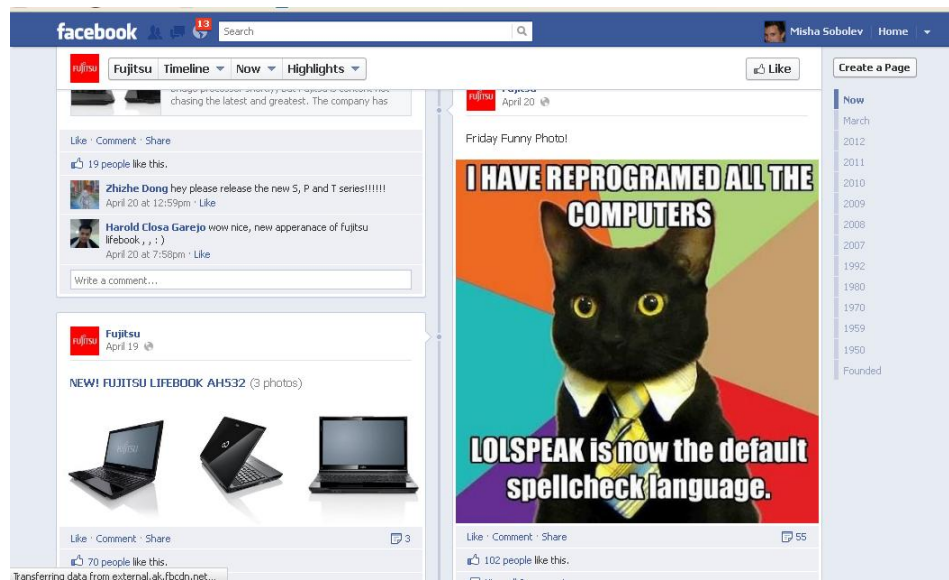 facebook
13
Search
Misha Sobolev
Home
FUJITSU
Fujitsu
Timeline
Now
Highlights
Like
Create a Page
chasing the latest and greatest. The company has
Like · Comment · Share
19 people like this.
Zhizhe Dong hey please release the new S, P and T series!!!!!!
April 20 at 12:59pm · Like
Harold Closa Garejo wow nice, new apperanace of fujitsu
lifebook , , : )
April 20 at 7:58pm · Like
Write a comment...
FUJITSU
Fujitsu
April 19
NEW! FUJITSU LIFEBOOK AH532 (3 photos)
FUJITSU
Like · Comment · Share
3
70 people like this.
Transferring data from external.ak.fbcdn.net...
FUJITSU
April 20
Friday Funny Photo!
I HAVE REPROGRAMED ALL THE
COMPUTERS
LOLSPEAK is now the default
spellcheck language.
Like · Comment · Share
55
102 people like this.
Now
March
2012
2011
2010
2009
2008
2007
1992
1980
1970
1959
1950
Founded